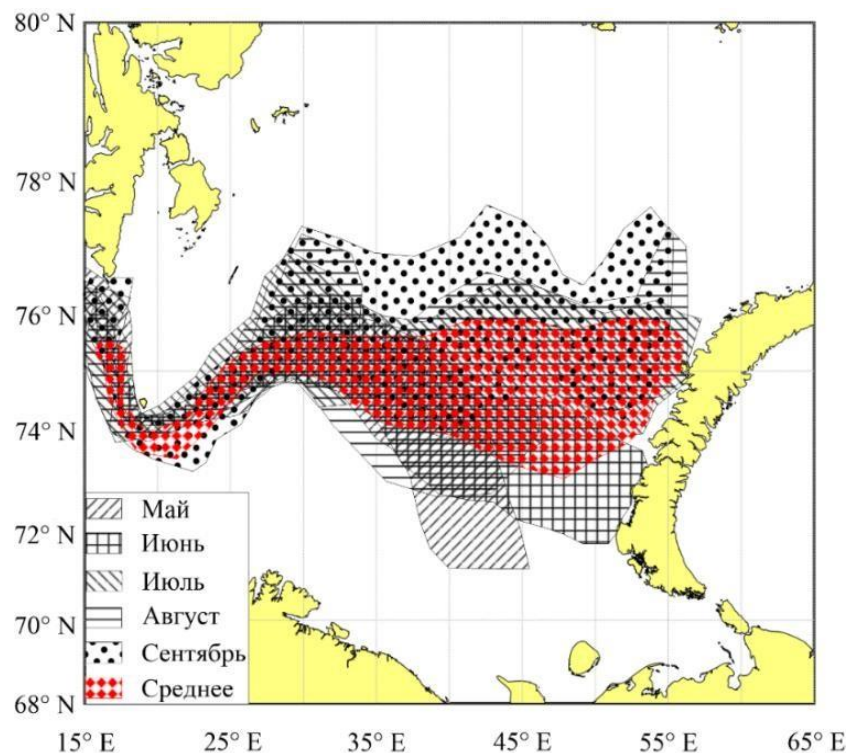 80° N
78° N
76° N
74° N
72° N
70° N
68° N
Май
Июнь
Июль
Август
Сентябрь
Среднее
15° E 25° E 35° E 45° E 55° E 65° E